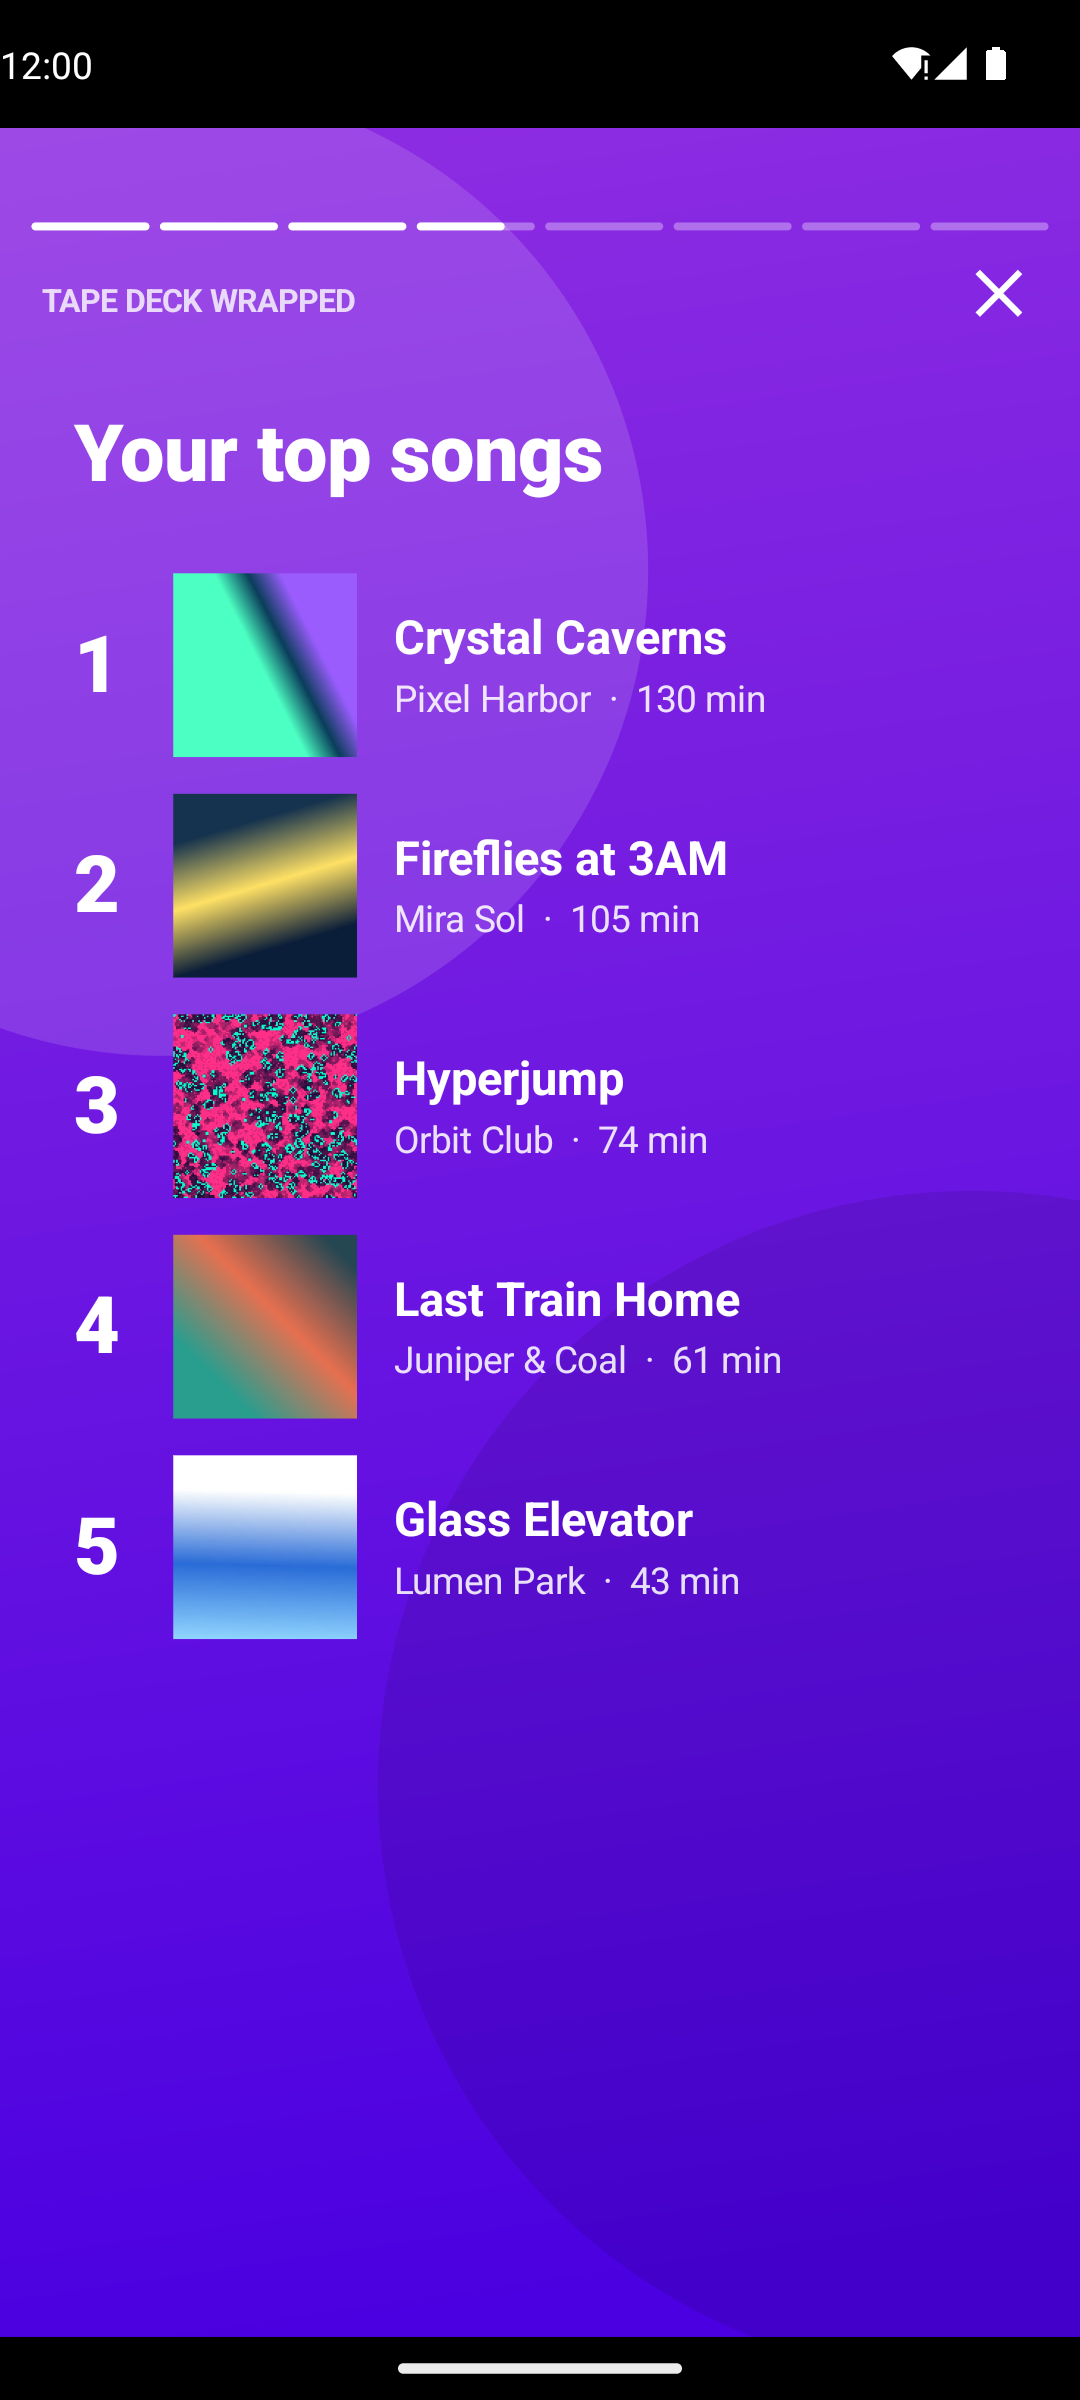 12:00
TAPE DECK WRAPPED
Your top songs
1
Crystal Caverns
Pixel Harbor · 130 min
2
Fireflies at 3AM
Mira Sol · 105 min
3
Hyperjump
Orbit Club · 74 min
4
Last Train Home
Juniper & Coal · 61 min
5
Glass Elevator
Lumen Park · 43 min